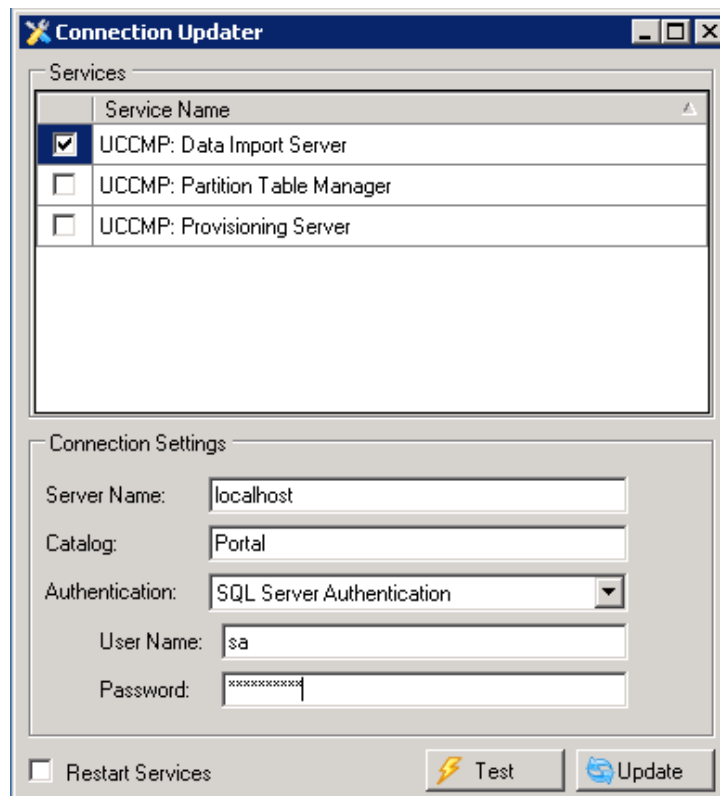 Connection Updater
Services
Service Name
UCCMP: Data Import Server
UCCMP: Partition Table Manager
UCCMP: Provisioning Server
Connection Settings
Server Name: localhost
Catalog: Portal
Authentication: SQL Server Authentication
User Name: sa
Password: **********
Restart Services Test Update